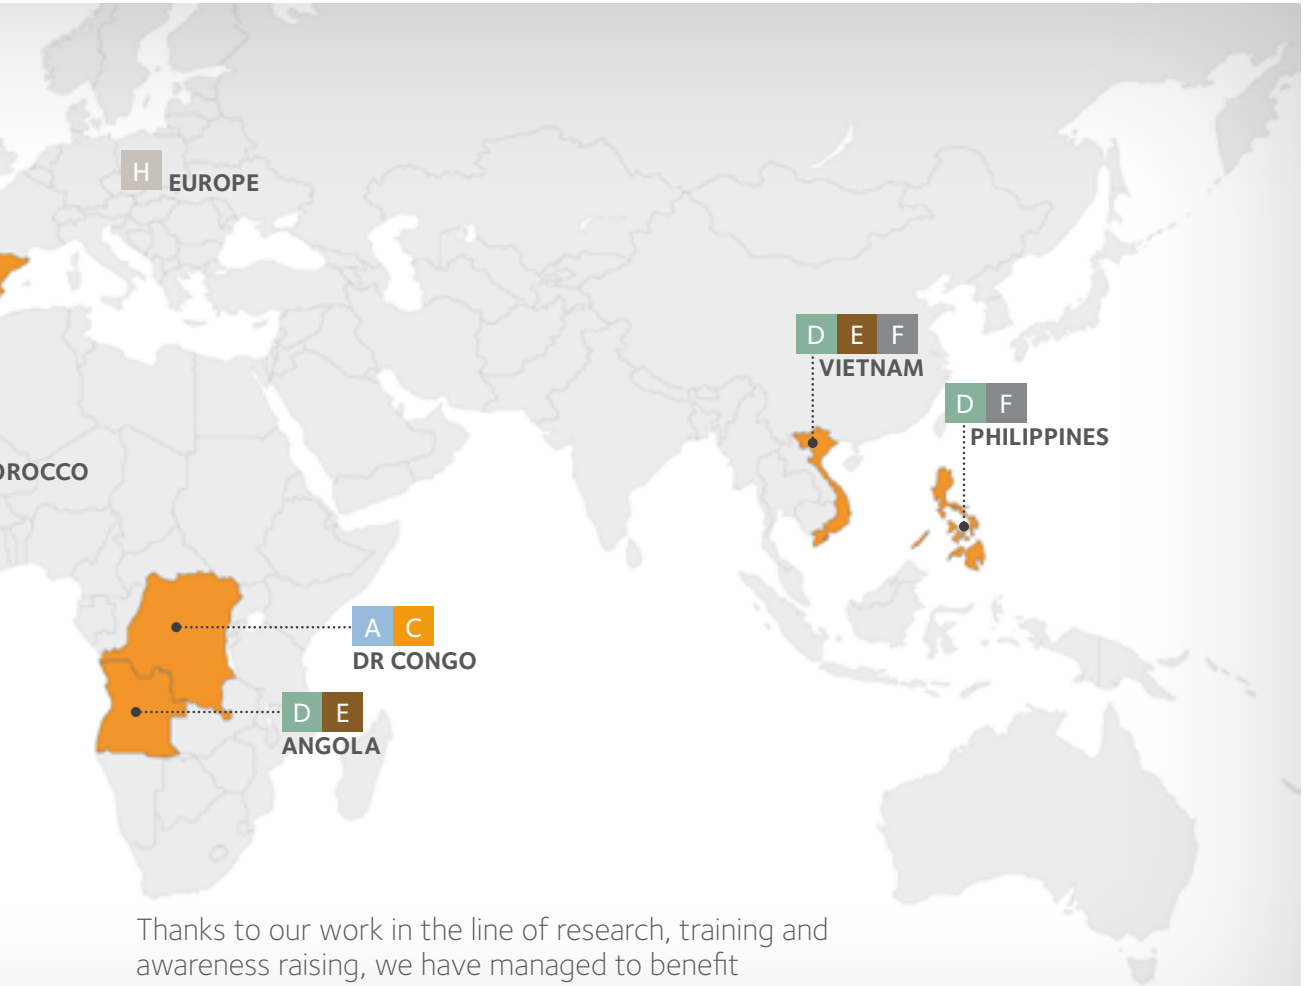 H EUROPE
D E F
VIETNAM
D F
PHILIPPINES
OROCCO
A C
DR CONGO
D E
ANGOLA
Thanks to our work in the line of research, training and
awareness raising, we have managed to benefit